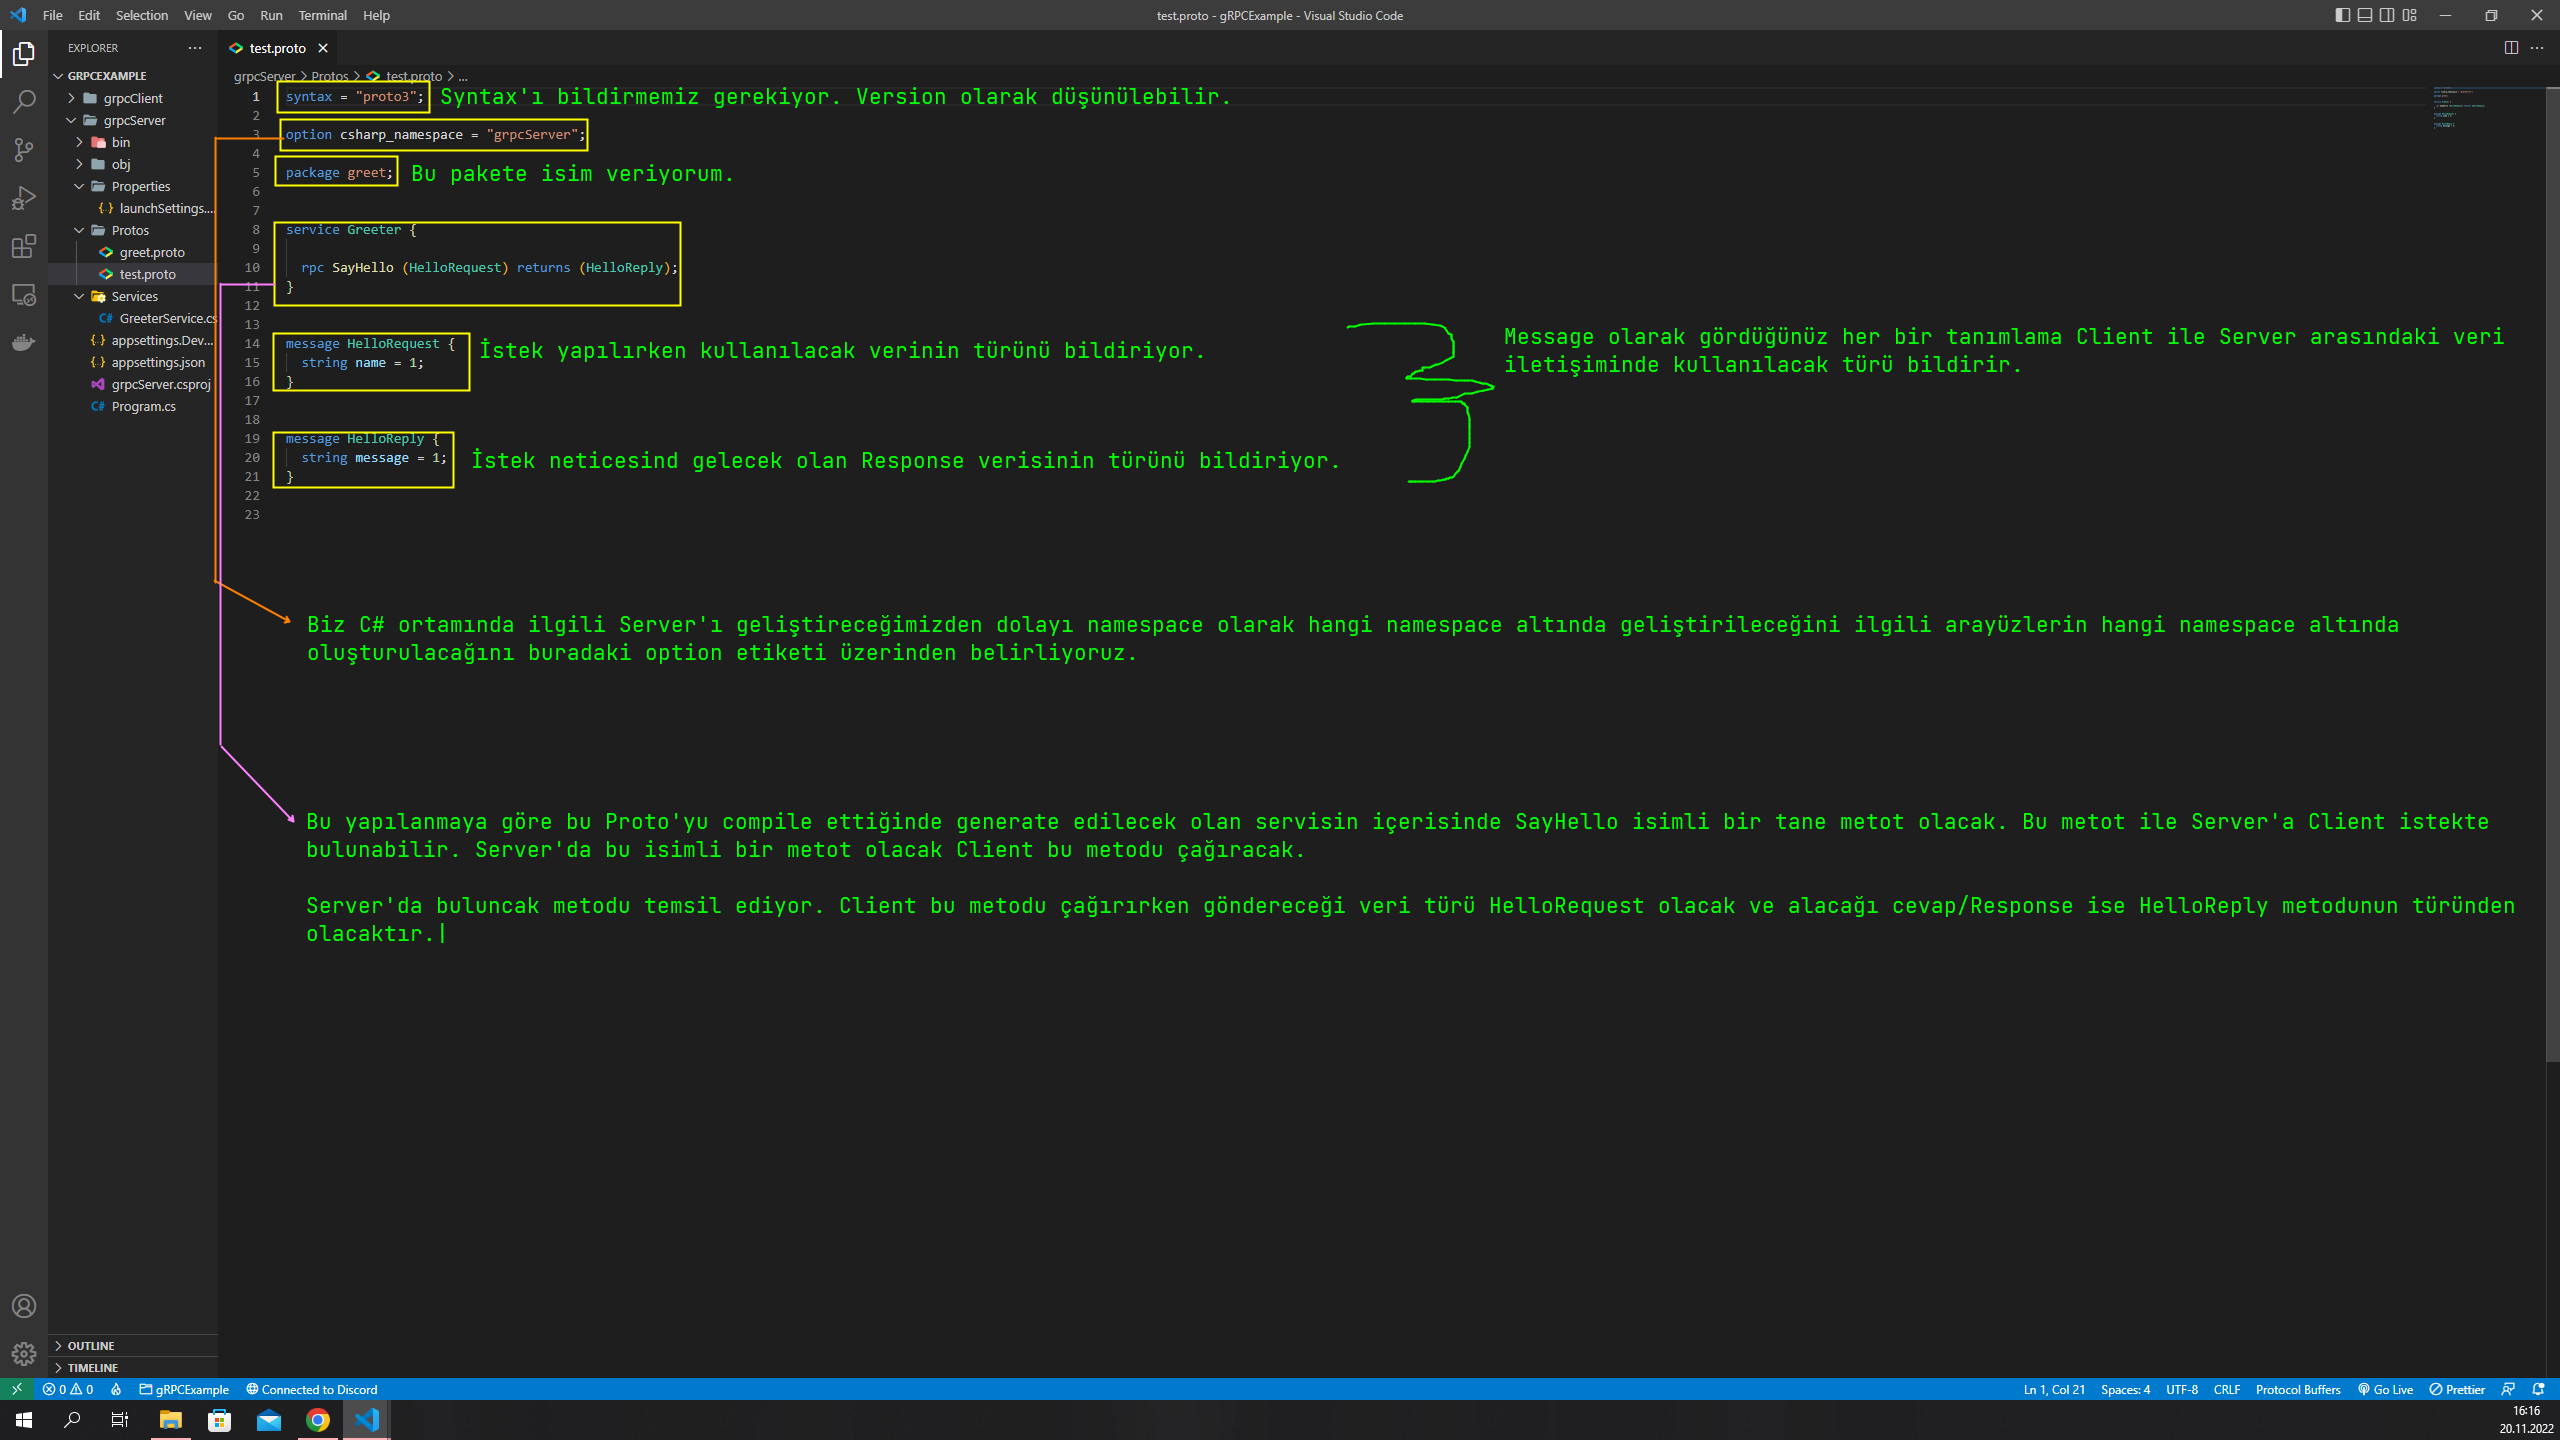 File Edit Selection View Go Run Terminal Help
test.proto - gRPCExample - Visual Studio Code
EXPLORER
GRPCEXAMPLE
grpcClient
grpcServer
bin
obj
Properties
launchSettings....
Protos
greet.proto
test.proto
Services
GreeterService.cs
appsettings.Dev...
appsettings.json
grpcServer.csproj
Program.cs
OUTLINE
TIMELINE
test.proto
grpcServer > Protos > test.proto > ...
1 syntax = "proto3"; Syntax'ı bildirmemiz gerekiyor. Version olarak düşünülebilir.
2
3 option csharp_namespace = "grpcServer";
4
5 package greet; Bu pakete isim veriyorum.
6
7
8 service Greeter {
9
10 rpc SayHello (HelloRequest) returns (HelloReply);
11 }
12
13
14 message HelloRequest { İstek yapılırken kullanılacak verinin türünü bildiriyor.
15 string name = 1;
16 }
17
18
19 message HelloReply {
20 string message = 1; İstek neticesind gelecek olan Response verisinin türünü bildiriyor.
21 }
22
23
Message olarak gördüğünüz her bir tanımlama Client ile Server arasındaki veri
iletişiminde kullanılacak türü bildirir.
Biz C# ortamında ilgili Server'ı geliştireceğimizden dolayı namespace olarak hangi namespace altında geliştirileceğini ilgili arayüzlerin hangi namespace altında
oluşturulacağını buradaki option etiketi üzerinden belirliyoruz.
Bu yapılanmaya göre bu Proto'yu compile ettiğinde generate edilecek olan servisin içerisinde SayHello isimli bir tane metot olacak. Bu metot ile Server'a Client istekte
bulunabilir. Server'da bu isimli bir metot olacak Client bu metodu çağıracak.
Server'da buluncak metodu temsil ediyor. Client bu metodu çağırırken göndereceği veri türü HelloRequest olacak ve alacağı cevap/Response ise HelloReply metodunun türünden
olacaktır.
0 0 gRPCExample Connected to Discord
Ln 1, Col 21 Spaces: 4 UTF-8 CRLF Protocol Buffers Go Live Prettier
16:16
20.11.2022